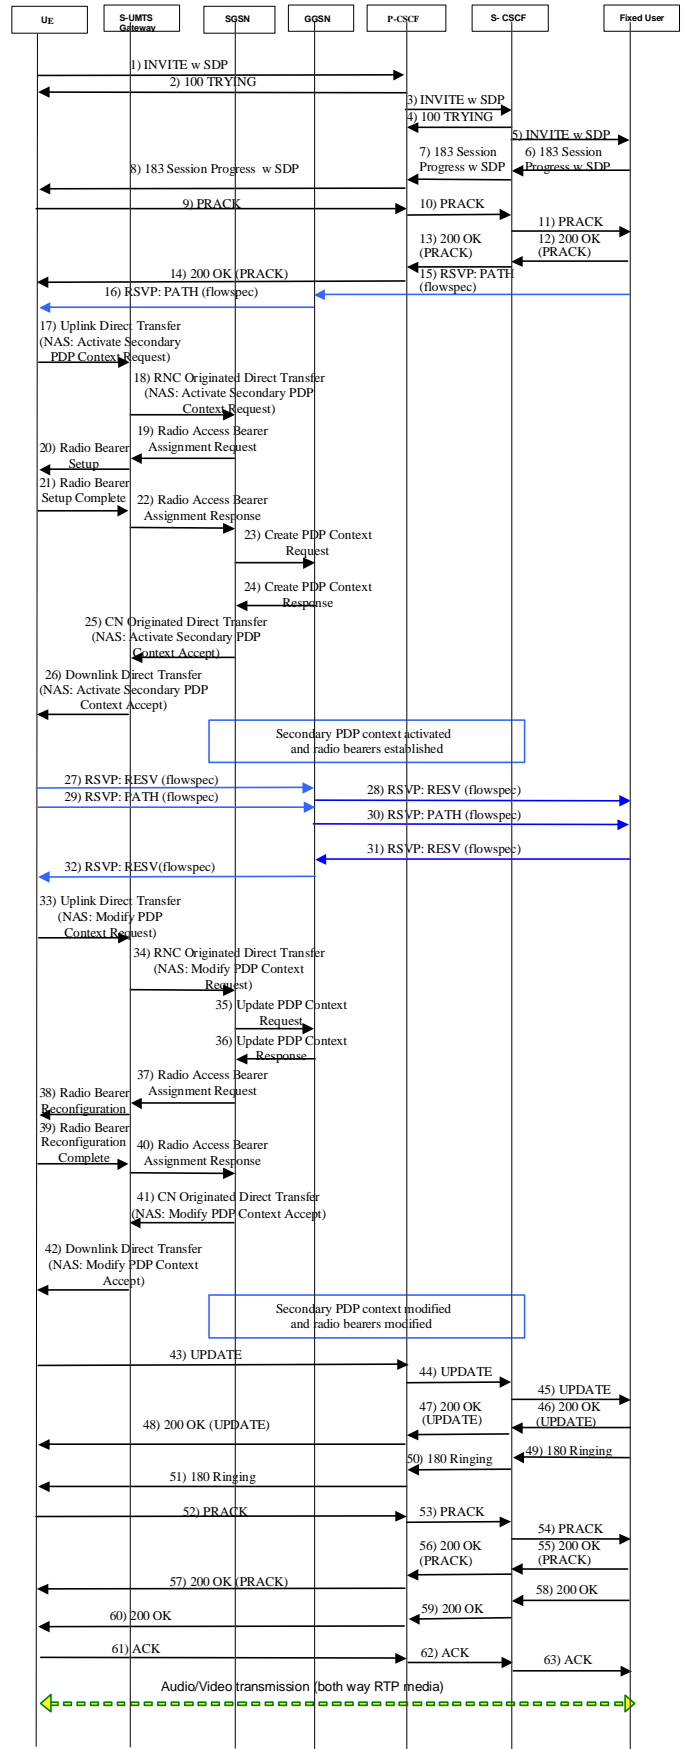 UE
S-UMTS
Gateway
SGSN
GGSN
P-CSCF
S- CSCF
Fixed User
1) INVITE w SDP
2) 100 TRYING
3) INVITE w SDP
4) 100 TRYING
5) INVITE w SDP
6) 183 Session
Progress w SDP
7) 183 Session
Progress w SDP
8) 183 Session Progress w SDP
9) PRACK
10) PRACK
11) PRACK
12) 200 OK
(PRACK)
13) 200 OK
(PRACK)
14) 200 OK (PRACK)
15) RSVP: PATH
(flowspec)
16) RSVP: PATH (flowspec)
17) Uplink Direct Transfer
(NAS: Activate Secondary
PDP Context Request)
18) RNC Originated Direct Transfer
(NAS: Activate Secondary PDP
Context Request)
19) Radio Access Bearer
Assignment Request
20) Radio Bearer
Setup
21) Radio Bearer
Setup Complete
22) Radio Access Bearer
Assignment Response
23) Create PDP Context
Request
24) Create PDP Context
Response
25) CN Originated Direct Transfer
(NAS: Activate Secondary PDP
Context Accept)
26) Downlink Direct Transfer
(NAS: Activate Secondary PDP
Context Accept)
Secondary PDP context activated
and radio bearers established
27) RSVP: RESV (flowspec)
28) RSVP: RESV (flowspec)
29) RSVP: PATH (flowspec)
30) RSVP: PATH (flowspec)
31) RSVP: RESV (flowspec)
32) RSVP: RESV(flowspec)
33) Uplink Direct Transfer
(NAS: Modify PDP
Context Request)
34) RNC Originated Direct Transfer
(NAS: Modify PDP Context
Request)
35) Update PDP Context
Request
36) Update PDP Context
Response
37) Radio Access Bearer
Assignment Request
38) Radio Bearer
Reconfiguration
39) Radio Bearer
Reconfiguration
Complete
40) Radio Access Bearer
Assignment Response
41) CN Originated Direct Transfer
(NAS: Modify PDP Context Accept)
42) Downlink Direct Transfer
(NAS: Modify PDP Context
Accept)
Secondary PDP context modified
and radio bearers modified
43) UPDATE
44) UPDATE
45) UPDATE
46) 200 OK
(UPDATE)
47) 200 OK
(UPDATE)
48) 200 OK (UPDATE)
49) 180 Ringing
50) 180 Ringing
51) 180 Ringing
52) PRACK
53) PRACK
54) PRACK
55) 200 OK
(PRACK)
56) 200 OK
(PRACK)
57) 200 OK (PRACK)
58) 200 OK
59) 200 OK
60) 200 OK
61) ACK
62) ACK
63) ACK
Audio/Video transmission (both way RTP media)